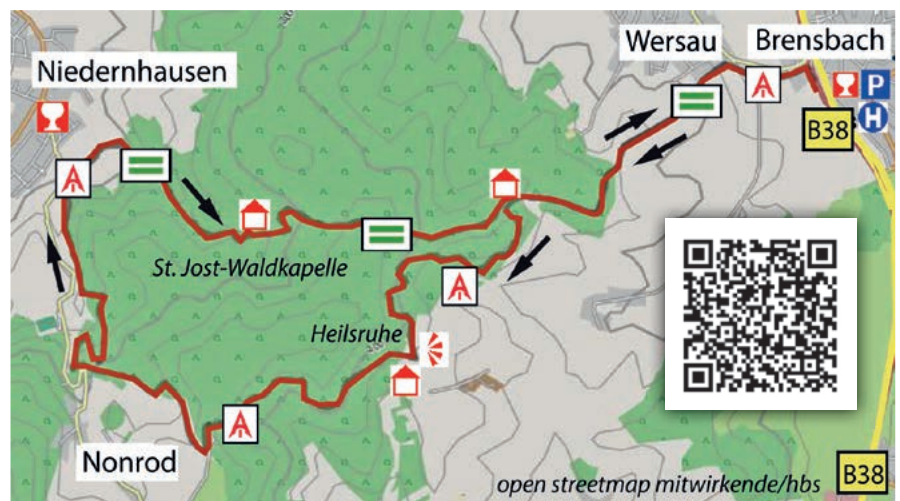 Wersau
Brensbach
Niedernhausen
P
H
B38
St. Jost-Waldkapelle
Heilsruhe
Nonrod
open streetmap mitwirkende/hbs
B38